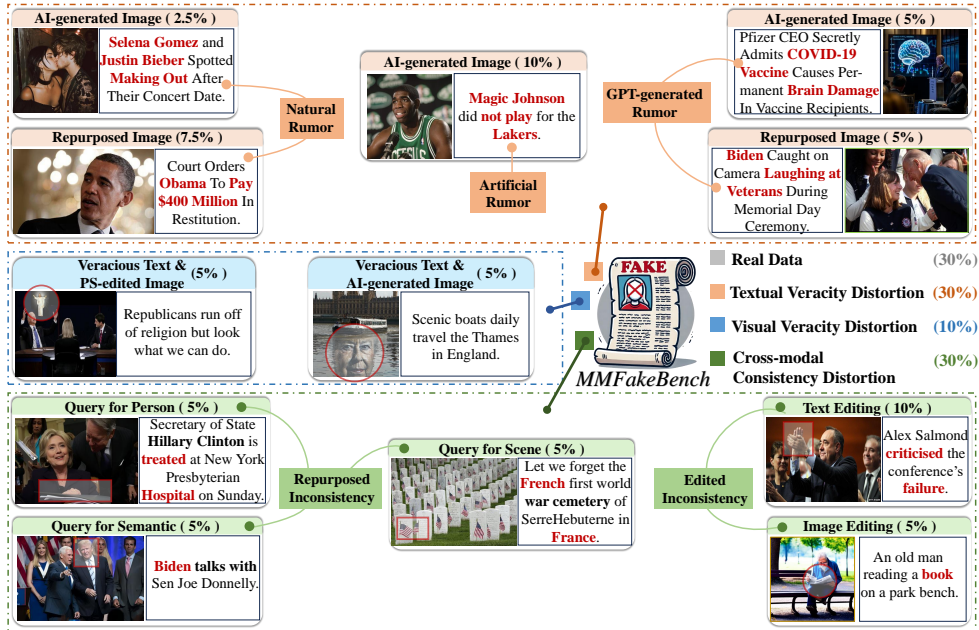 AI-generated Image ( 2.5% )
Selena Gomez and
Justin Bieber Spotted
Making Out After
Their Concert Date.
Natural
Rumor
Repurposed Image (7.5%)
Court Orders
Obama To Pay
$400 Million In
Restitution.
AI-generated Image (10%)
Magic Johnson
did not play for the
Lakers.
Artificial
Rumor
AI-generated Image ( 5%)
Pfizer CEO Secretly
Admits COVID-19
Vaccine Causes Per-
manent Brain Damage
In Vaccine Recipients.
GPT-generated
Rumor
Repurposed Image ( 5%)
Biden Caught on
Camera Laughing at
Veterans During
Memorial Day
Ceremony.
Veracious Text &
PS-edited Image (5%)
Republicans run off
of religion but look
what we can do.
Veracious Text &
AI-generated Image ( 5%)
Scenic boats daily
travel the Thames
in England.
FAKE
MMFakeBench
Real Data (30%)
Textual Veracity Distortion (30%)
Visual Veracity Distortion (10%)
Cross-modal
Consistency Distortion (30%)
Query for Person ( 5%)
Secretary of State
Hillary Clinton is
treated at New York
Presbyterian
Hospital on Sunday.
Query for Semantic ( 5%)
Biden talks with
Sen Joe Donnelly.
Repurposed
Inconsistency
Query for Scene ( 5%)
Let we forget the
French first world
war cemetery of
SerreHebuterne in
France.
Edited
Inconsistency
Text Editing ( 10%)
Alex Salmond
criticised the
conference's
failure.
Image Editing ( 5%)
An old man
reading a book
on a park bench.